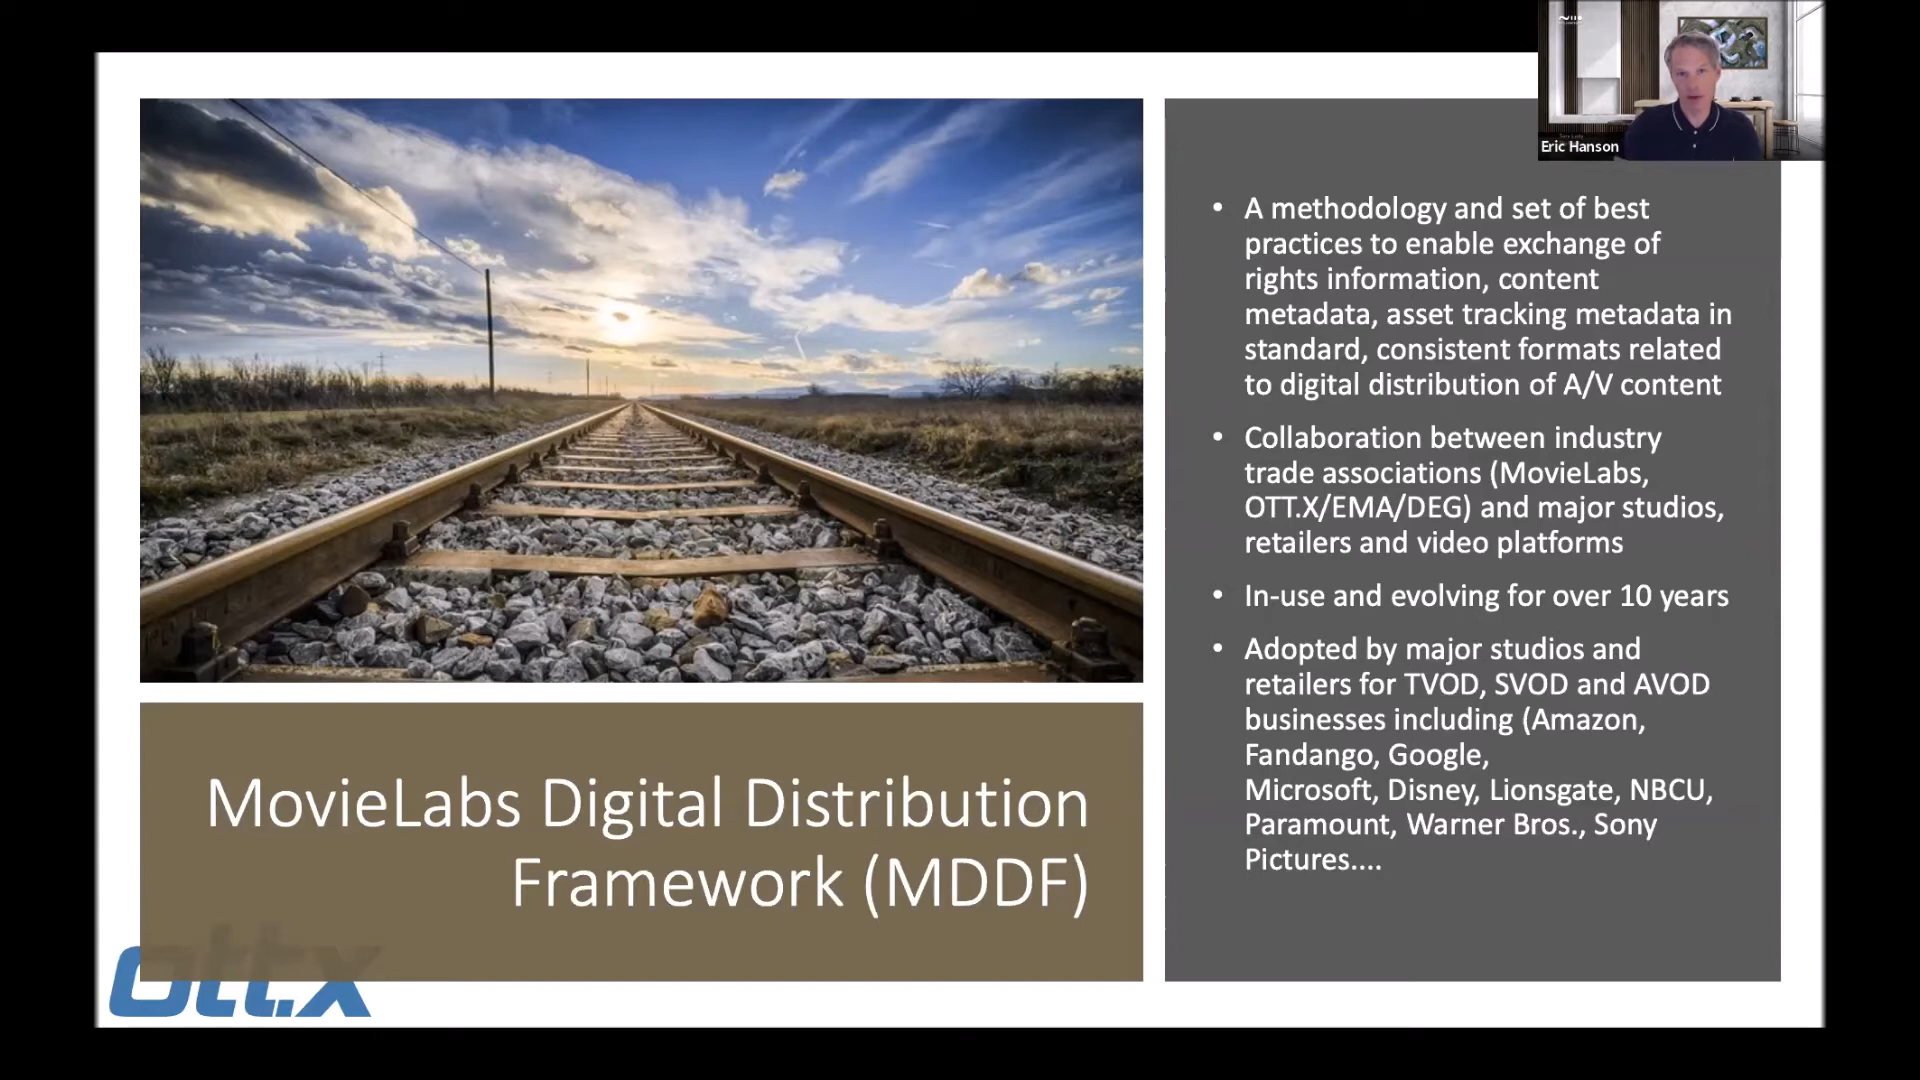 Eric Hanson
• A methodology and set of best
practices to enable exchange of
rights information, content
metadata, asset tracking metadata in
standard, consistent formats related
to digital distribution of A/V content
• Collaboration between industry
trade associations (MovieLabs,
OTT.X/EMA/DEG) and major studios,
retailers and video platforms
• In-use and evolving for over 10 years
• Adopted by major studios and
retailers for TVOD, SVOD and AVOD
businesses including (Amazon,
Fandango, Google,
Microsoft, Disney, Lionsgate, NBCU,
Paramount, Warner Bros., Sony
Pictures....
MovieLabs Digital Distribution
Framework (MDDF)
ott.x